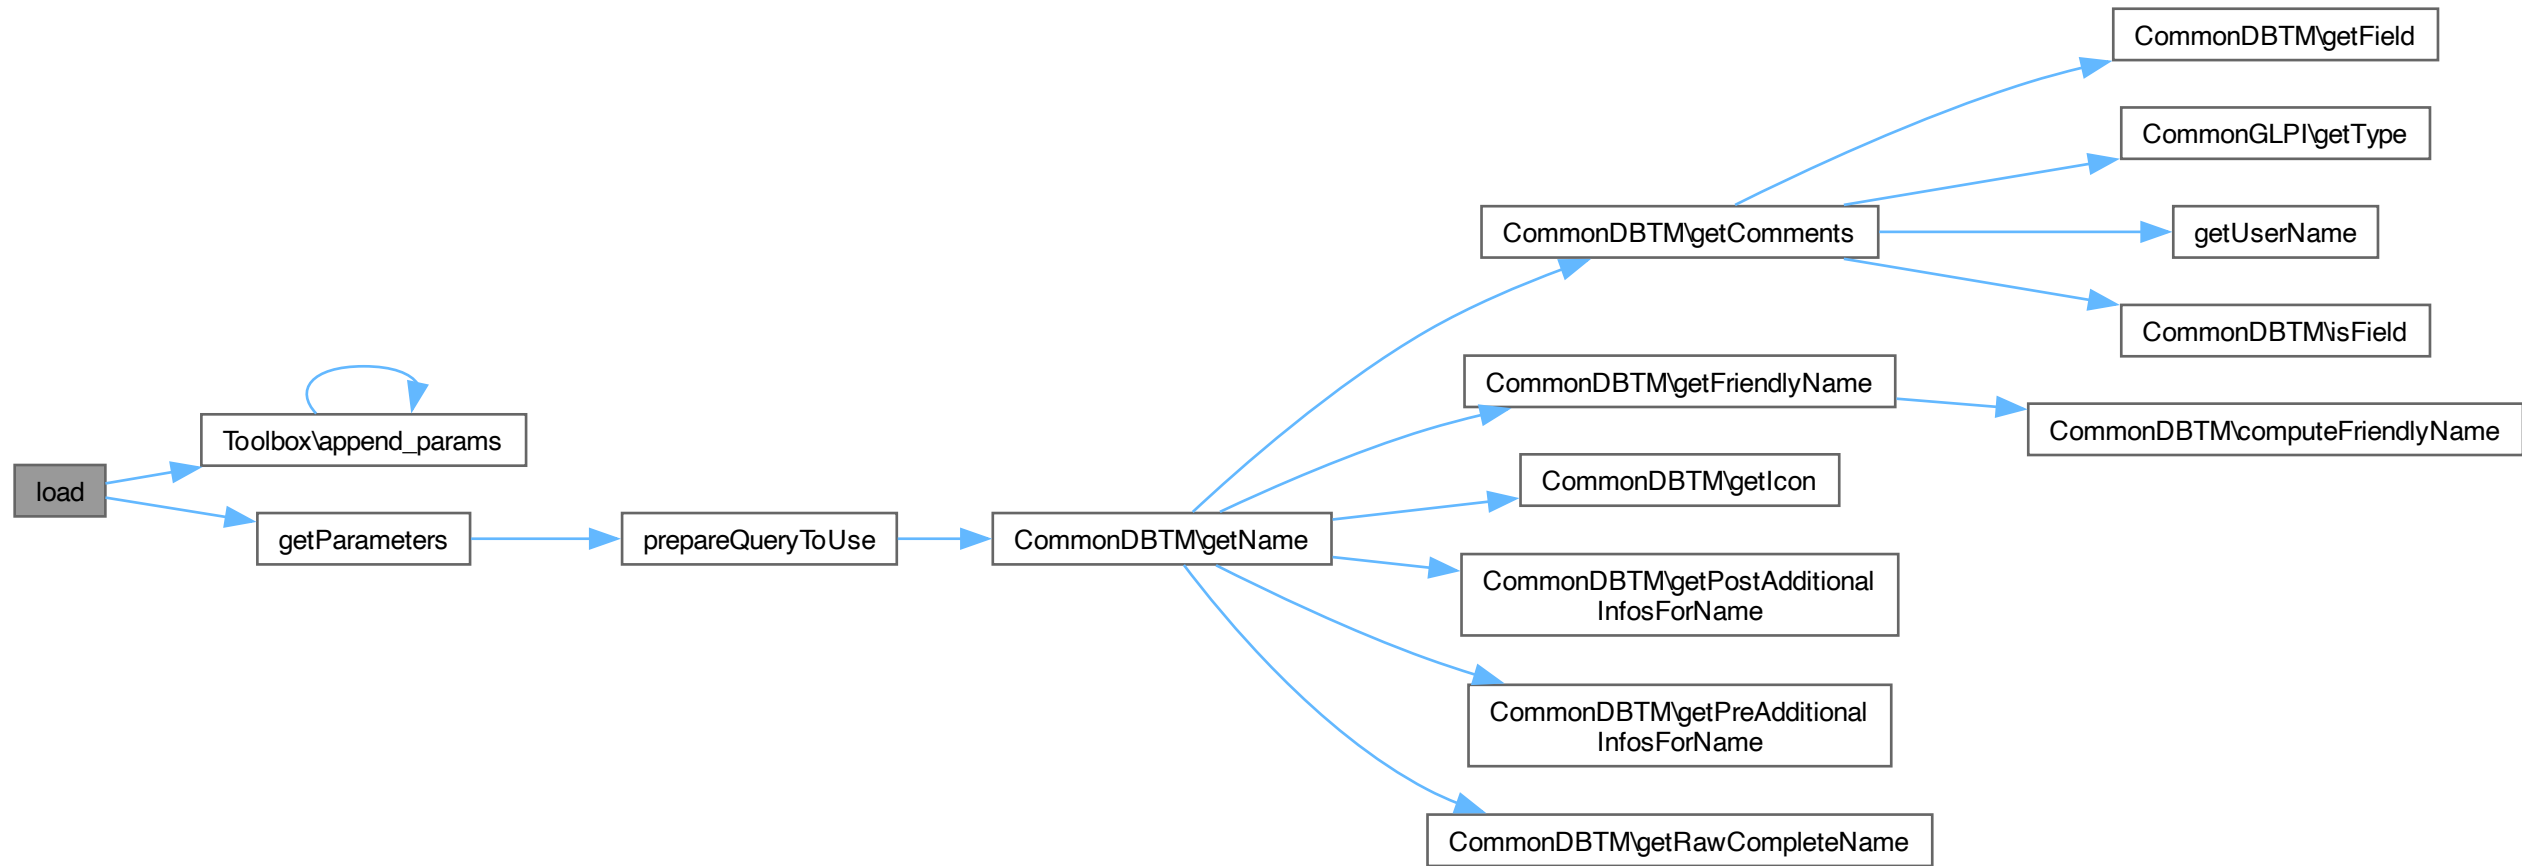 load
Toolbox\append_params
getParameters
prepareQueryToUse
CommonDBTM\getName
CommonDBTM\getComments
CommonDBTM\getField
CommonGLPI\getType
getUserName
CommonDBTM\isField
CommonDBTM\getFriendlyName
CommonDBTM\computeFriendlyName
CommonDBTM\getIcon
CommonDBTM\getPostAdditional
InfosForName
CommonDBTM\getPreAdditional
InfosForName
CommonDBTM\getRawCompleteName